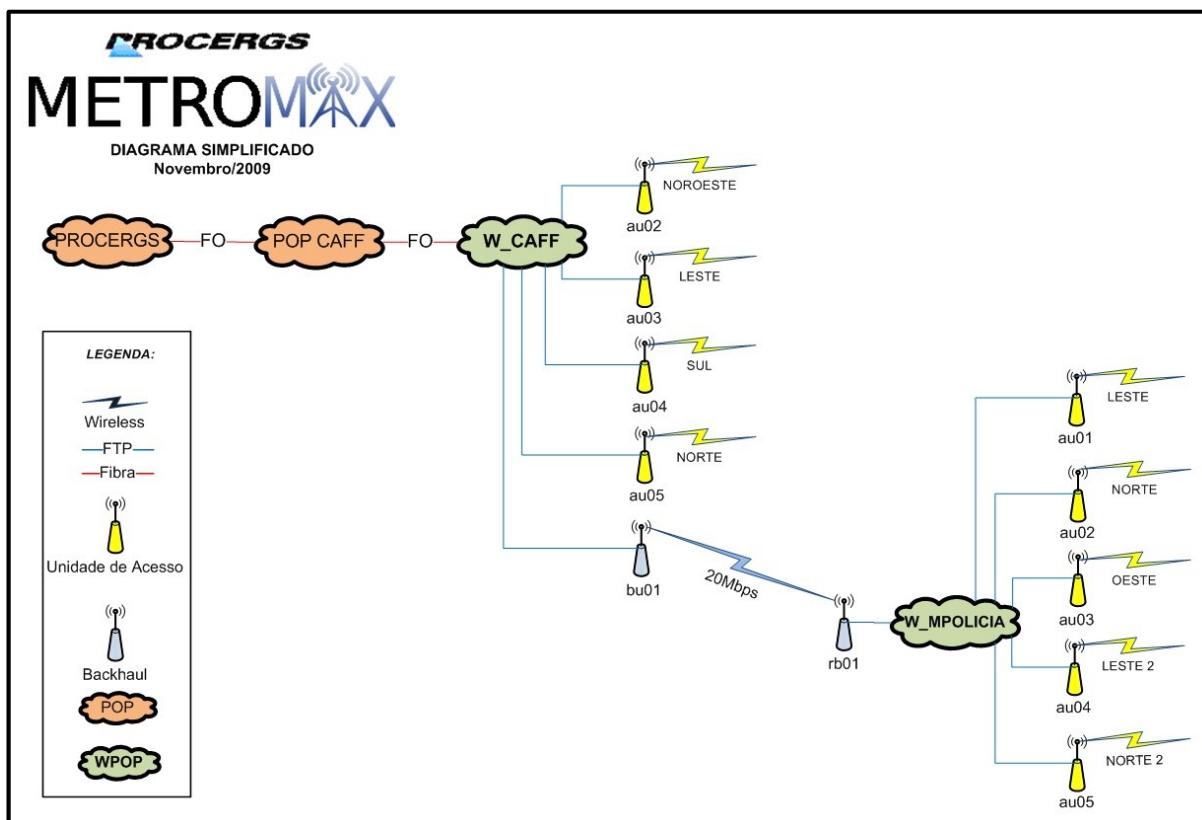 PROCERGS
METROMAX
DIAGRAMA SIMPLIFICADO
Novembro/2009
PROCERGS
FO
POP CAFF
FO
W_CAFF
NOROESTE
au02
LESTE
au03
SUL
au04
NORTE
au05
bu01
20Mbps
rb01
W_MPOLICIA
LESTE
au01
NORTE
au02
OESTE
au03
LESTE 2
au04
NORTE 2
au05
LEGENDA:
Wireless
FTP
Fibra
Unidade de Acesso
Backhaul
POP
WPOP